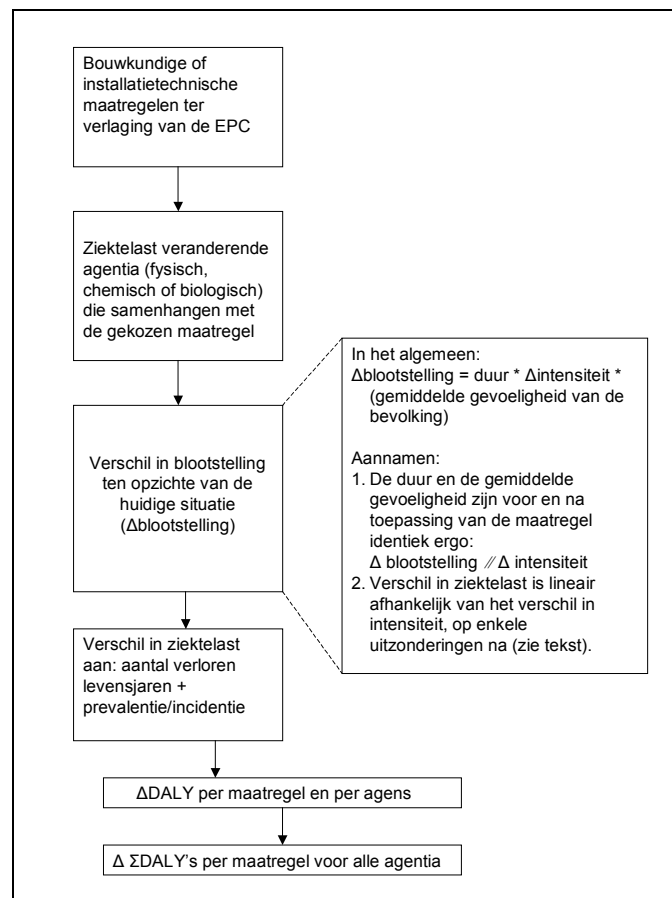 Bouwkundige of
installatietechnische
maatregelen ter
verlaging van de EPC
Ziektelast veranderende
agentia (fysisch,
chemisch of biologisch)
die samenhangen met
de gekozen maatregel
Verschil in blootstelling
ten opzichte van de
huidige situatie
(Δblootstelling)
In het algemeen:
Δblootstelling = duur * Δintensiteit *
(gemiddelde gevoeligheid van de
bevolking)
Aannamen:
1. De duur en de gemiddelde
gevoeligheid zijn voor en na
toepassing van de maatregel
identiek ergo:
Δ blootstelling ⫽ Δ intensiteit
2. Verschil in ziektelast is lineair
afhankelijk van het verschil in
intensiteit, op enkele
uitzonderingen na (zie tekst).
Verschil in ziektelast
aan: aantal verloren
levensjaren +
prevalentie/incidentie
ΔDALY per maatregel en per agens
Δ ΣDALY's per maatregel voor alle agentia